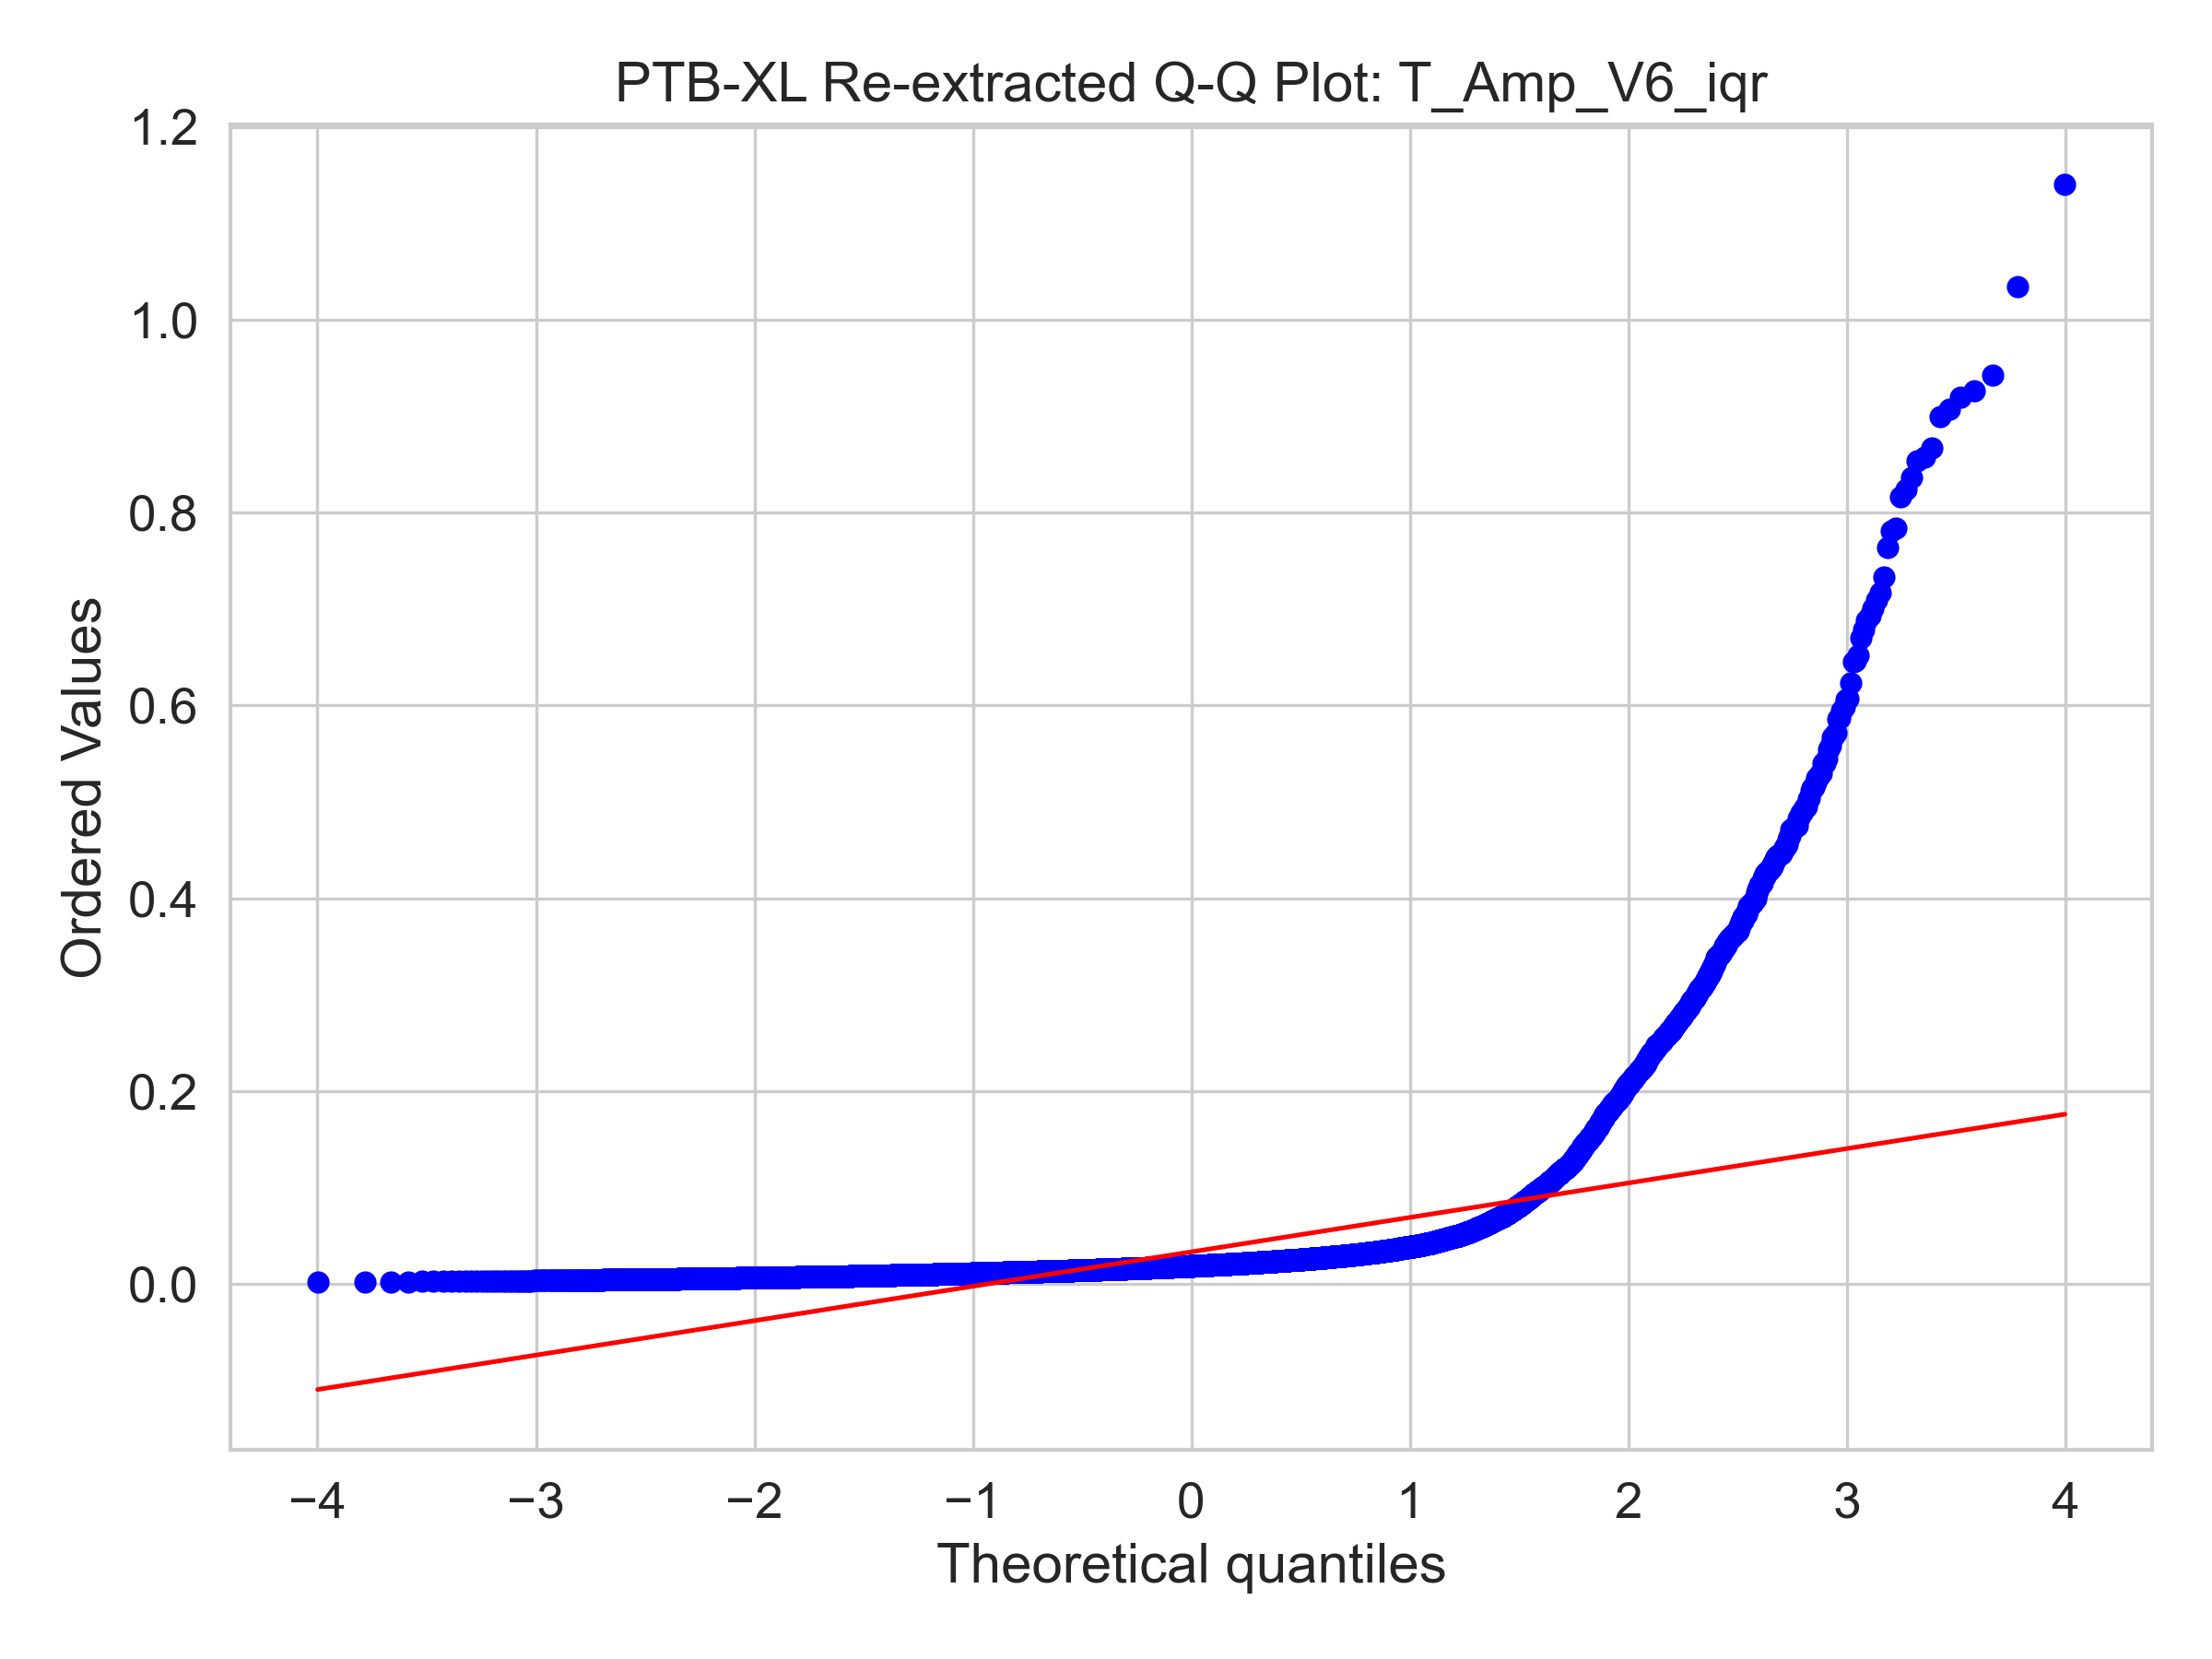 PTB-XL Re-extracted Q-Q Plot: T_Amp_V6_iqr
1.2
1.0
0.8
0.6
0.4
0.2
0.0
Ordered Values
−4 −3 −2 −1 0 1 2 3 4
Theoretical quantiles